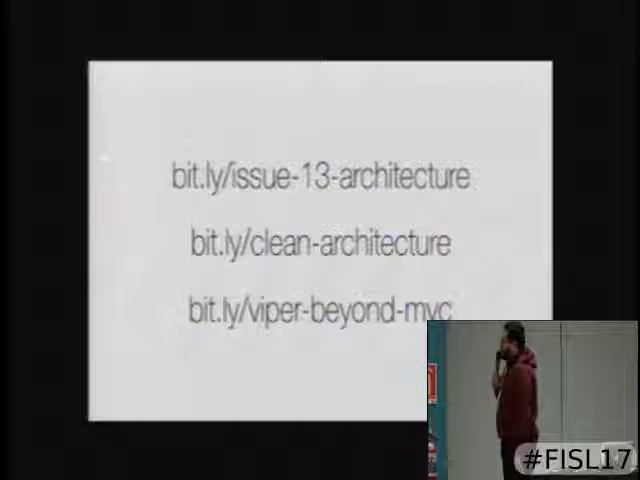 bit.ly/issue-13-architecture
bit.ly/clean-architecture
bit.ly/viper-beyond-mvc
#FISL17